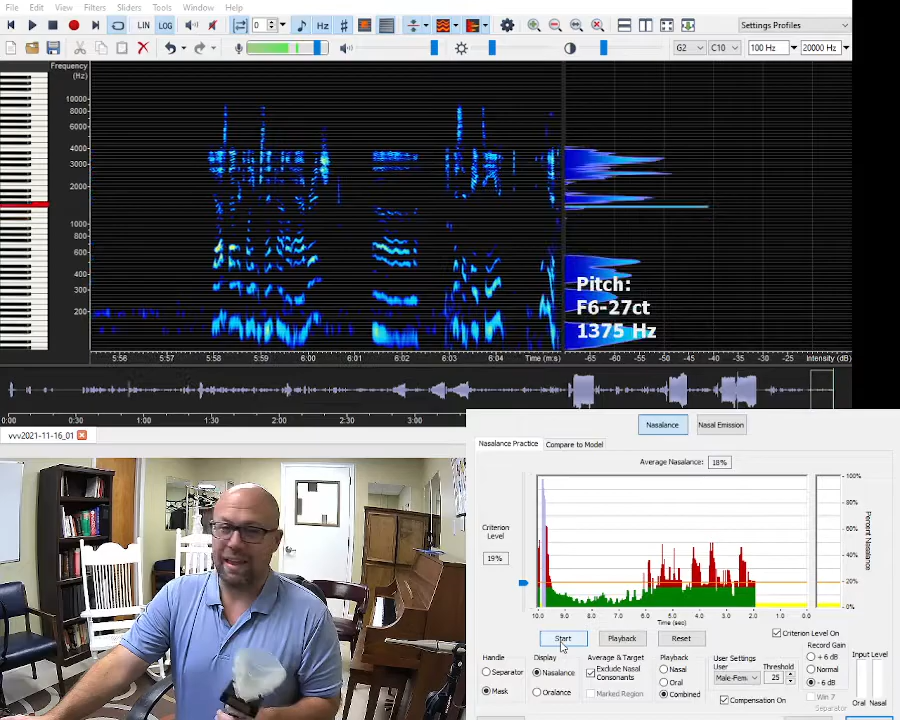 File Edit View Filters Sliders Tools Window Help
LIN LOG 0 Hz Settings Profiles
G2 C10 100 Hz 20000 Hz
Frequency
(Hz)
10000
8000
6000
4000
3000
2000
1000
800
600
400
300
200
Pitch:
F6-27ct
1375 Hz
5:56 5:57 5:58 5:59 6:00 6:01 6:02 6:03 6:04 Time (m:s) -65 -60 -55 -50 -45 -40 -35 -30 -25 Intensity (dB)
0:00 0:30 1:00 1:30 2:00 2:30 3:00
vvv2021-11-16_01
Nasalance Nasal Emission
Nasalance Practice Compare to Model
Average Nasalance: 18%
100%
80%
60%
40%
20%
0%
Percent Nasalance
Criterion
Level
19%
10.0 9.0 8.0 7.0 6.0 5.0 4.0 3.0 2.0 1.0 0.0
Time (sec)
Start Playback Reset Criterion Level On
Handle
Separator
Mask
Display
Nasalance
Oralance
Average & Target
Exclude Nasal
Consonants
Marked Region
Playback
Nasal
Oral
Combined
User Settings
User Threshold
Male-Fem. 25
Compensation On
Record Gain
+ 6 dB
Normal
- 6 dB
Win 7
Separator
Input Level
Oral Nasal